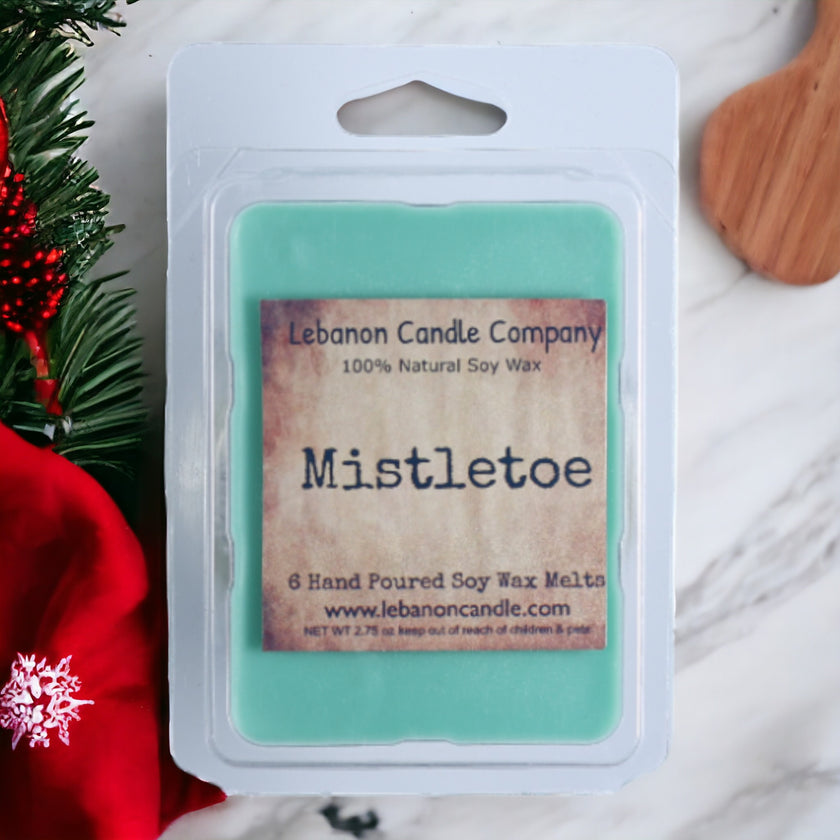 Lebanon Candle Company
100% Natural Soy Wax
Mistletoe
6 Hand Poured Soy Wax Melts
www.lebanoncandle.com
NET WT 2.75 oz keep out of reach of children & pets